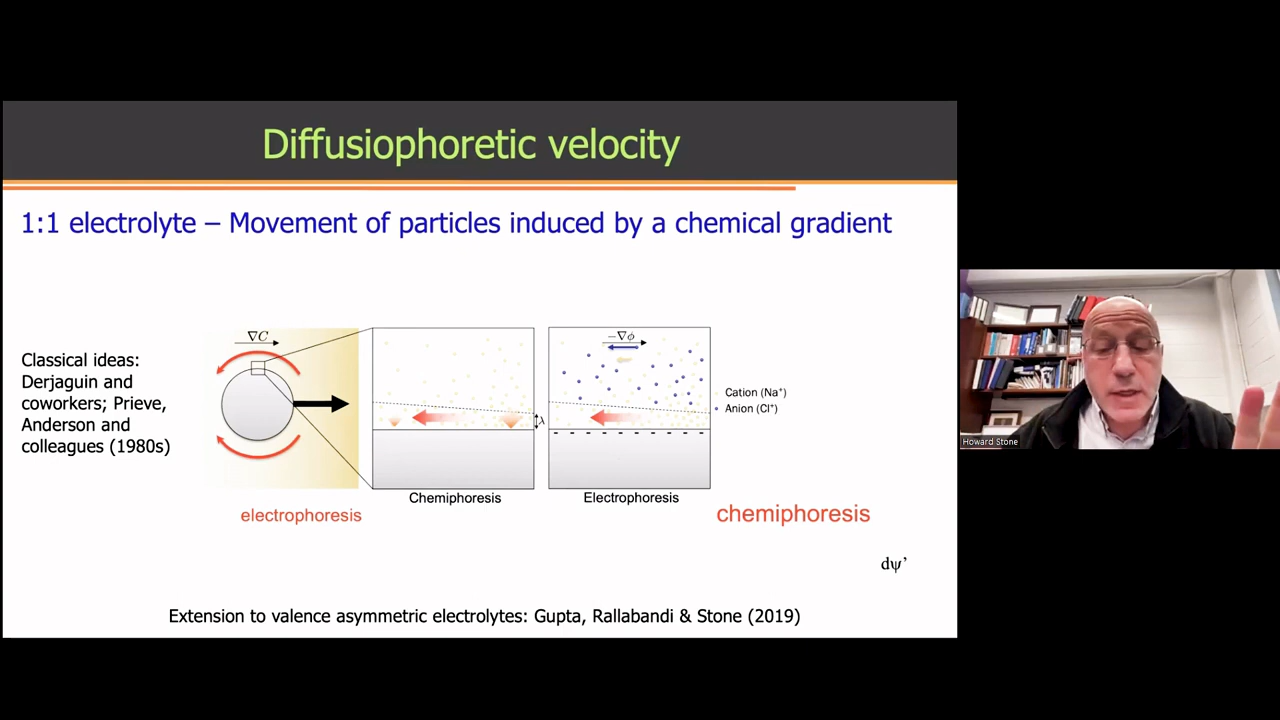 Diffusiophoretic velocity
1:1 electrolyte – Movement of particles induced by a chemical gradient
Classical ideas:
Derjaguin and
coworkers; Prieve,
Anderson and
colleagues (1980s)
∇C
−∇ϕ
λ
Cation (Na⁺)
Anion (Cl⁺)
Chemiphoresis
Electrophoresis
electrophoresis
chemiphoresis
dψ’
Extension to valence asymmetric electrolytes: Gupta, Rallabandi & Stone (2019)
Howard Stone